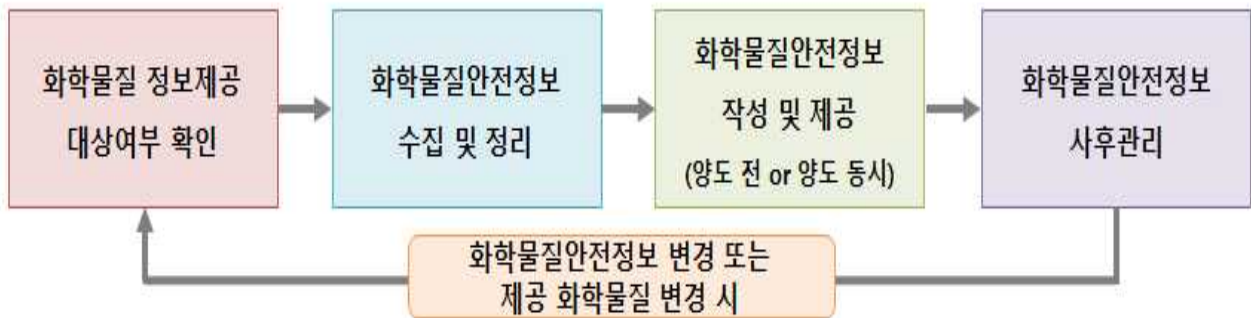 화학물질 정보제공
대상여부 확인
화학물질안전정보
수집 및 정리
화학물질안전정보
작성 및 제공
(양도 전 or 양도 동시)
화학물질안전정보
사후관리
화학물질안전정보 변경 또는
제공 화학물질 변경 시